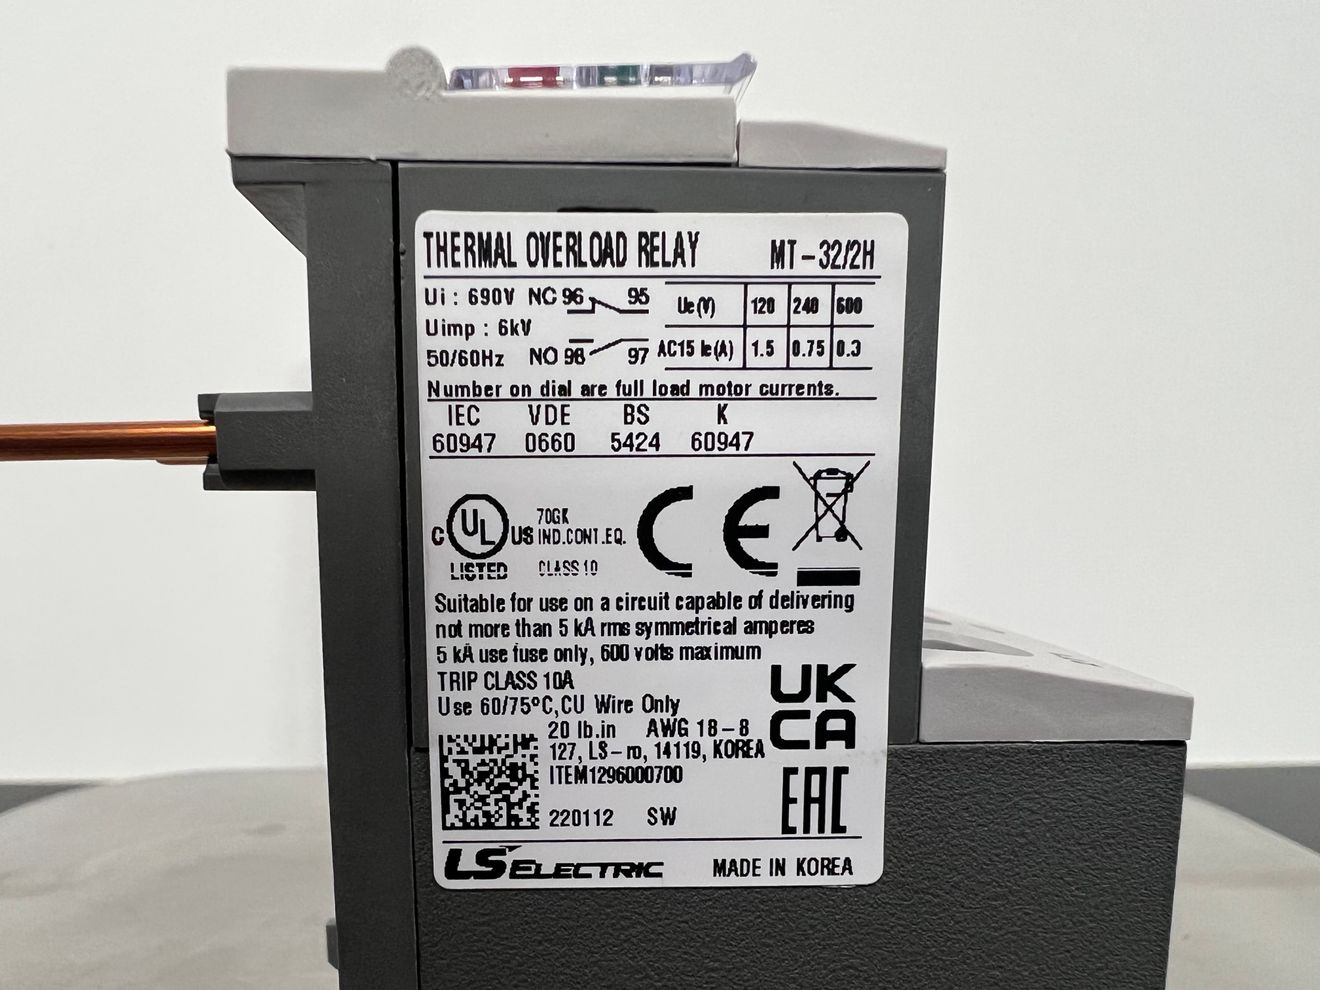 THERMAL OVERLOAD RELAY MT-32/2H
Ui : 690V NC 96 95
Uimp : 6kV
50/60Hz NO 98 97
Ue(V) 120 240 600
AC15 Ie(A) 1.5 0.75 0.3
Number on dial are full load motor currents.
IEC VDE BS K
60947 0660 5424 60947
C UL US 70GK
IND.CONT.EQ.
LISTED CLASS 10
CE
Suitable for use on a circuit capable of delivering
not more than 5 kA rms symmetrical amperes
5 kA use fuse only, 600 volts maximum
TRIP CLASS 10A
Use 60/75°C,CU Wire Only
20 lb.in AWG 18-8
127, LS-ro, 14119, KOREA
ITEM1296000700
220112 SW
UK
CA
EAC
LS ELECTRIC MADE IN KOREA